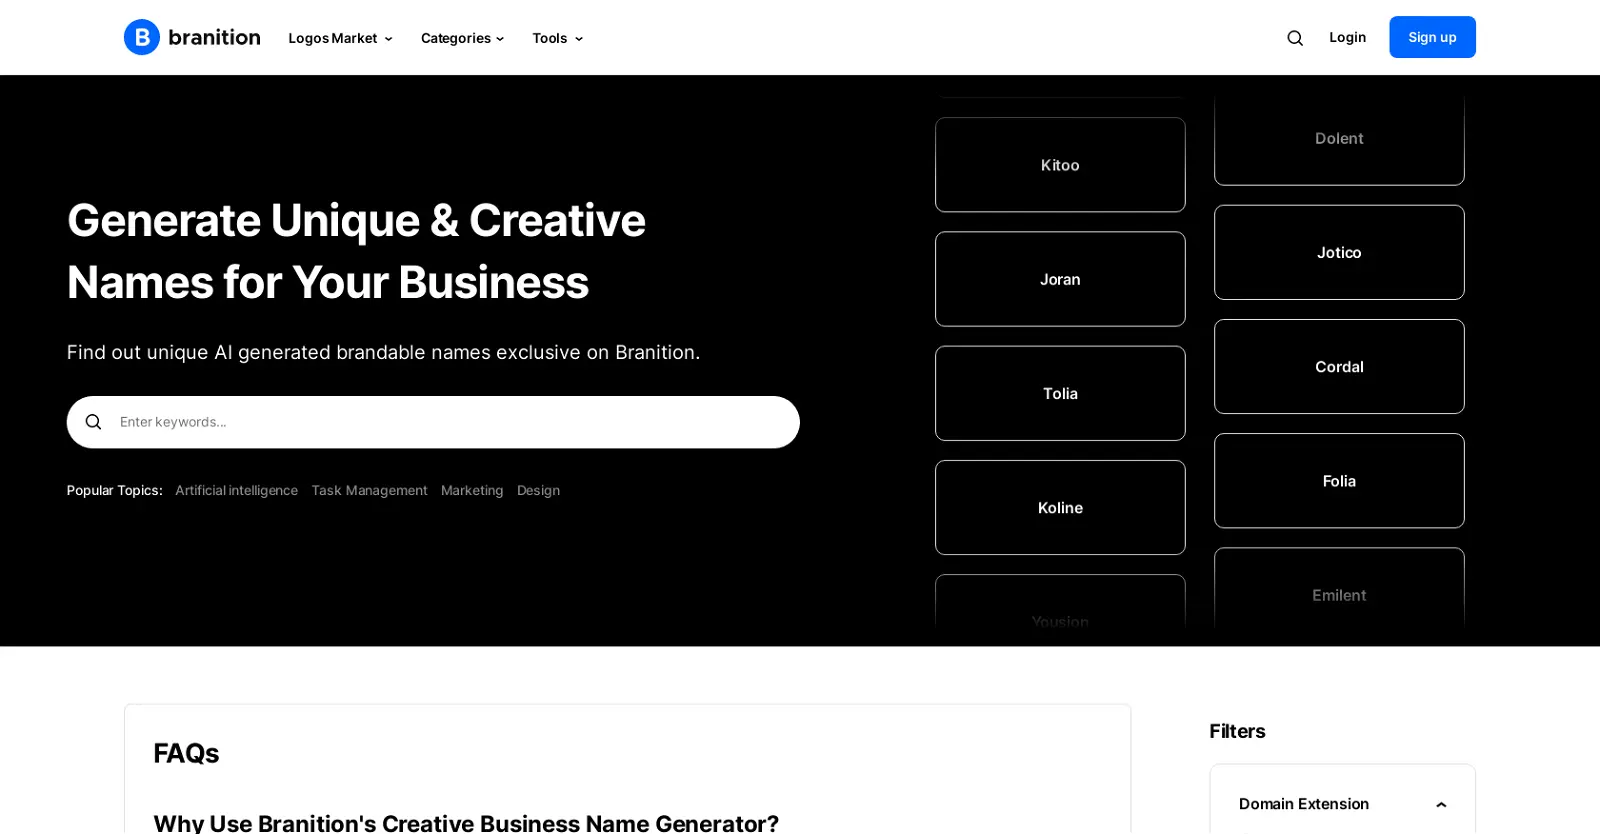 B branition
Logos Market
Categories
Tools
Login
Sign up
Generate Unique & Creative
Names for Your Business
Find out unique AI generated brandable names exclusive on Branition.
Enter keywords...
Popular Topics: Artificial intelligence Task Management Marketing Design
Kitoo
Joran
Tolia
Koline
Yousion
Dolent
Jotico
Cordal
Folia
Emilent
FAQs
Why Use Branition's Creative Business Name Generator?
Filters
Domain Extension